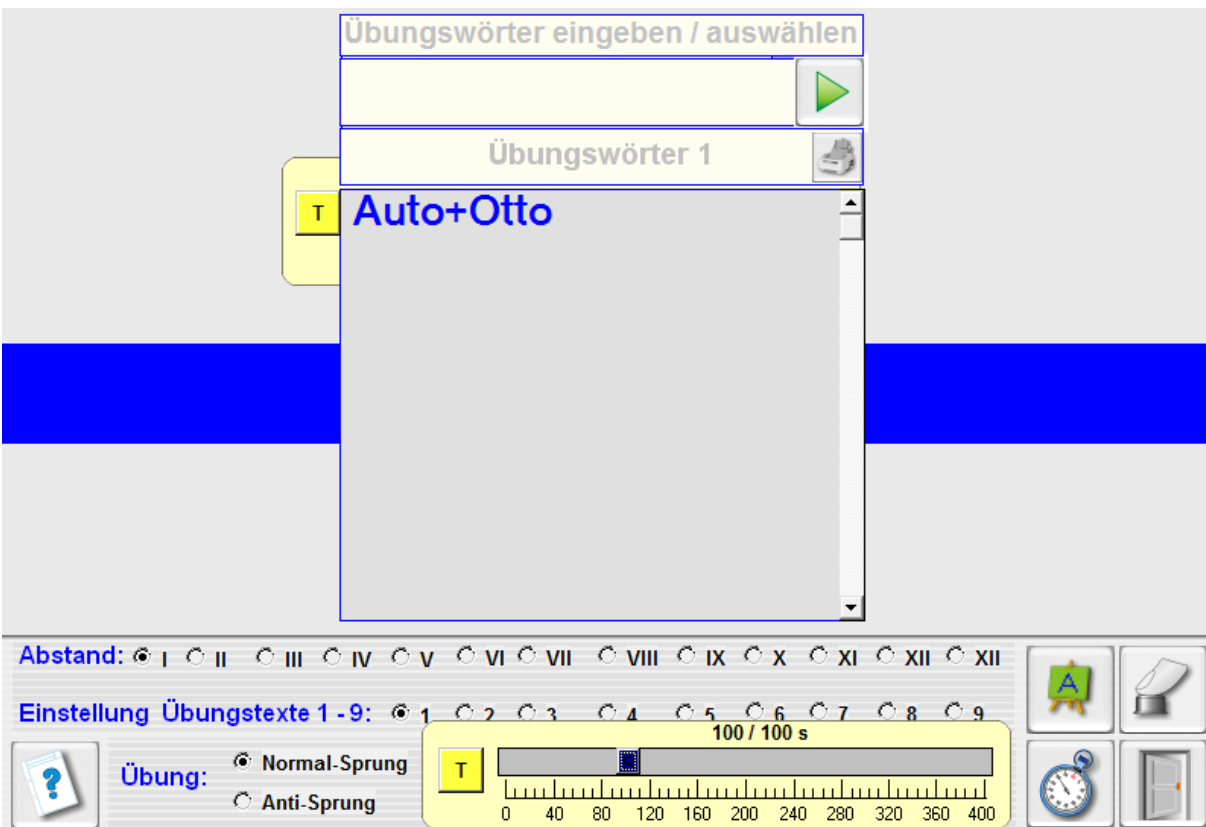 Übungswörter eingeben / auswählen
Übungswörter 1
T
Auto+Otto
Abstand: I II III IV V VI VII VIII IX X XI XII XII
A
Einstellung Übungstexte 1 - 9: 1 2 3 4 5 6 7 8 9
100 / 100 s
? Übung: Normal-Sprung
T
Anti-Sprung
0 40 80 120 160 200 240 280 320 360 400